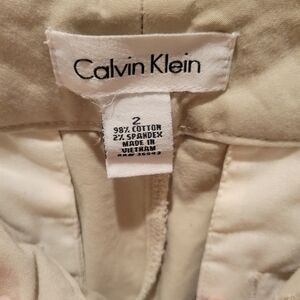 Calvin Klein
2
98% COTTON
2% SPANDEX
MADE IN
VIETNAM